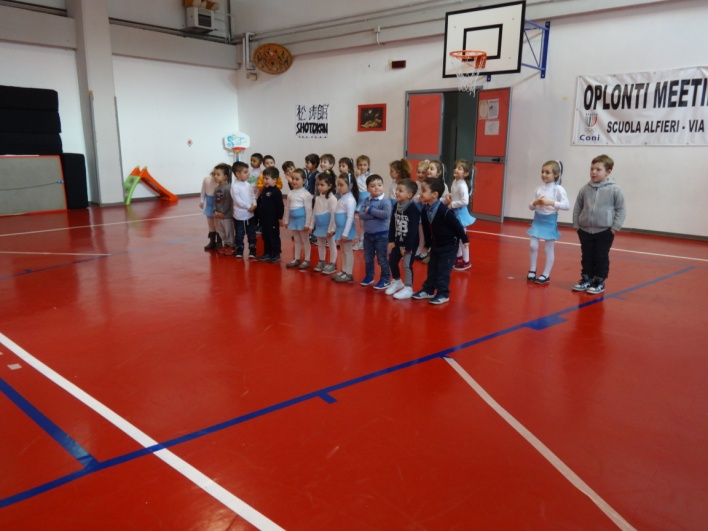 松涛館
SHOTOKAN
OPLONTI MEETI
SCUOLA ALFIERI - VIA
Coni